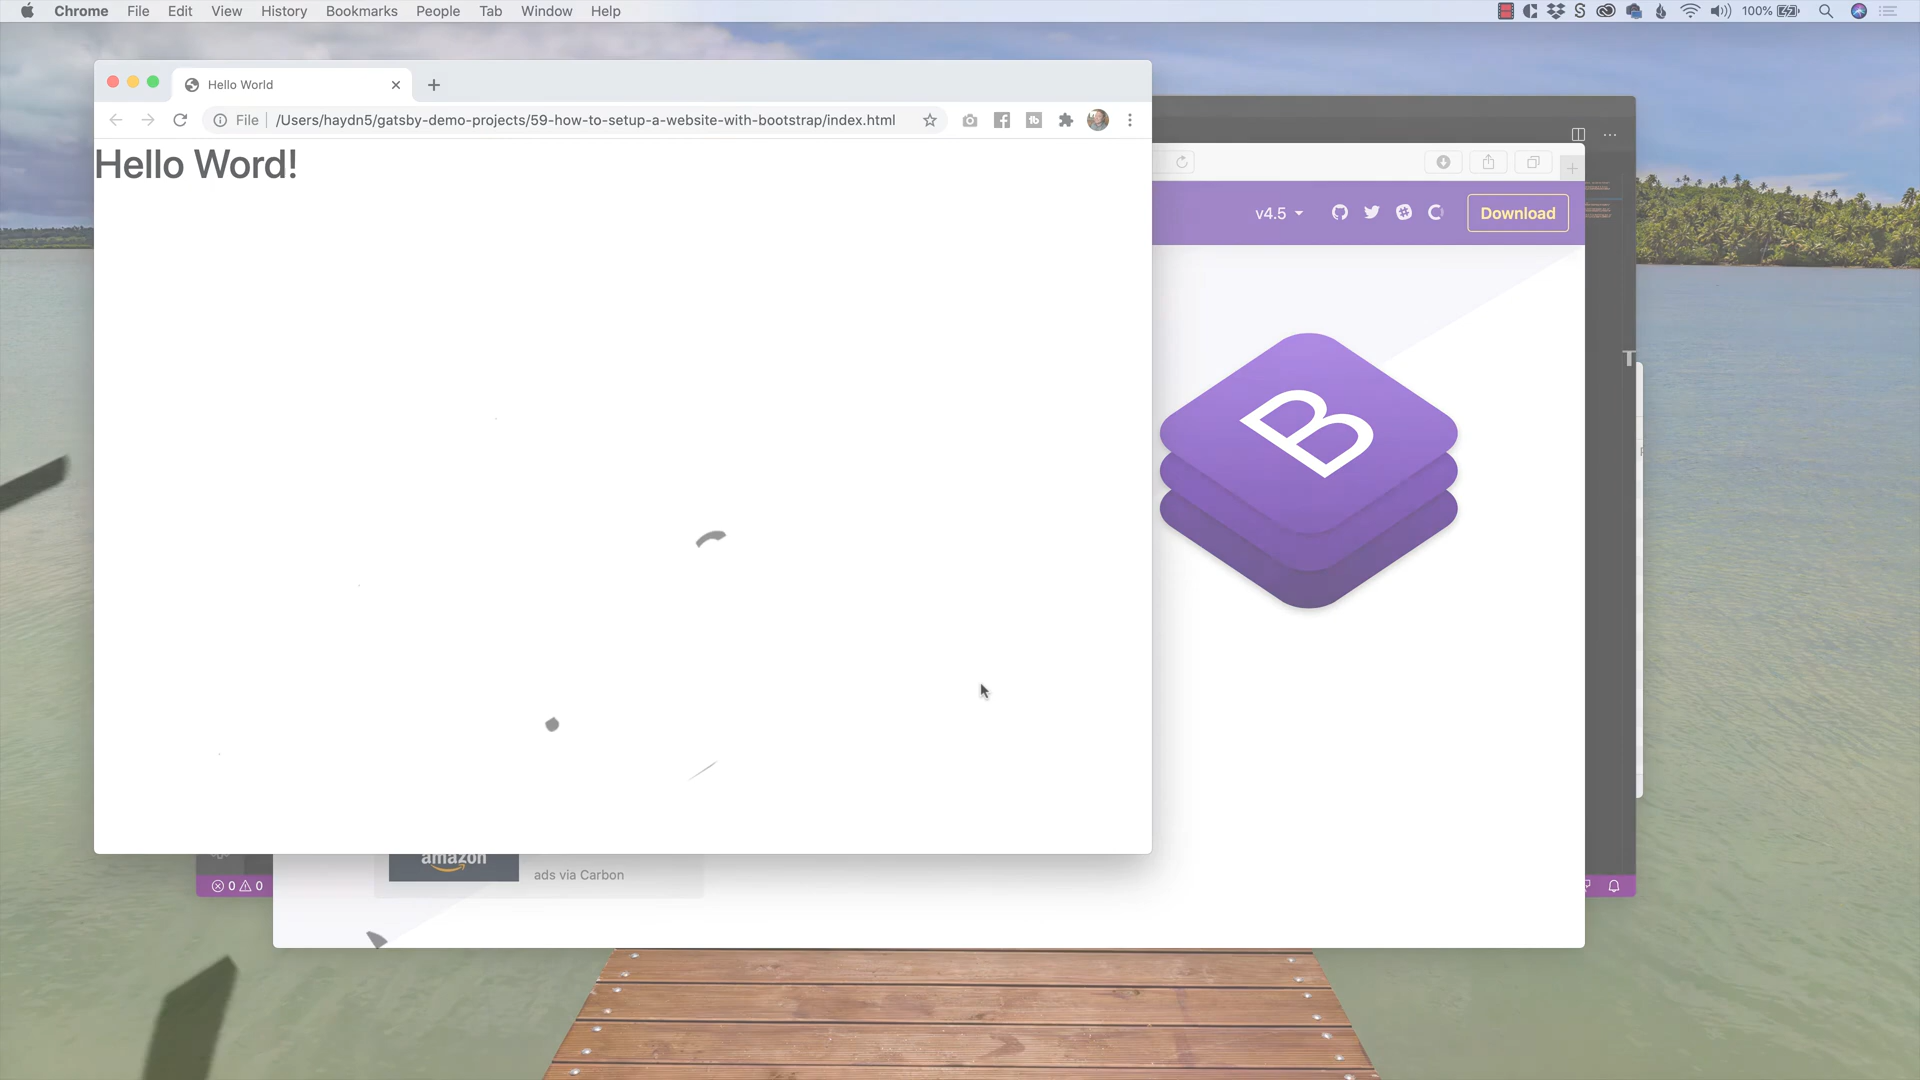 Chrome File Edit View History Bookmarks People Tab Window Help 100%
Hello World
File /Users/haydn5/gatsby-demo-projects/59-how-to-setup-a-website-with-bootstrap/index.html
Hello Word!
v4.5 Download
B
amazon
ads via Carbon
0 0